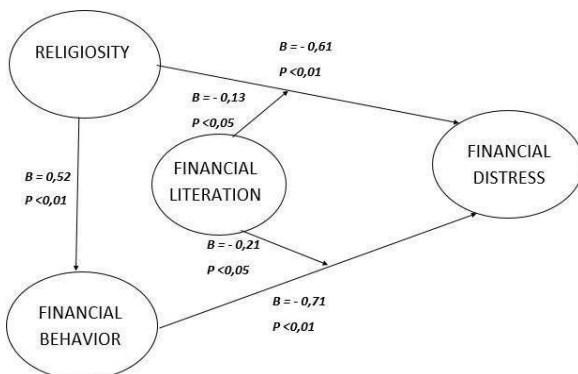 RELIGIOSITY
B = - 0,61
P <0,01
B = - 0,13
P <0,05
FINANCIAL
LITERATION
FINANCIAL
DISTRESS
B = 0,52
P <0,01
B = - 0,21
P <0,05
FINANCIAL
BEHAVIOR
B = - 0,71
P <0,01